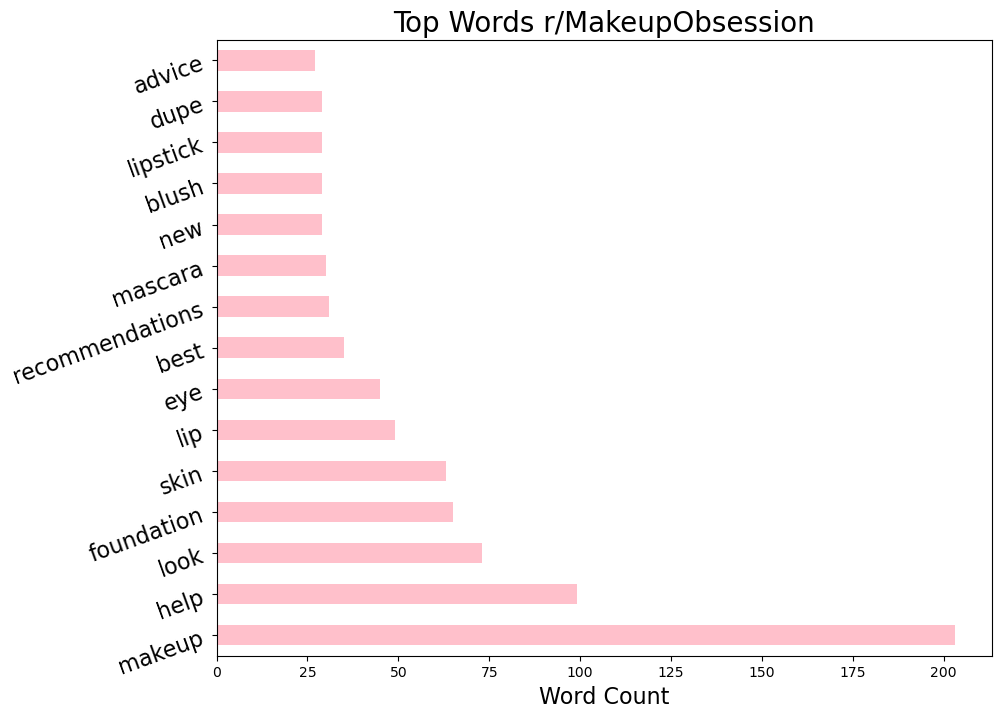 Top Words r/MakeupObsession
advice
dupe
lipstick
blush
new
mascara
recommendations
best
eye
lip
skin
foundation
look
help
makeup
0 25 50 75 100 125 150 175 200
Word Count